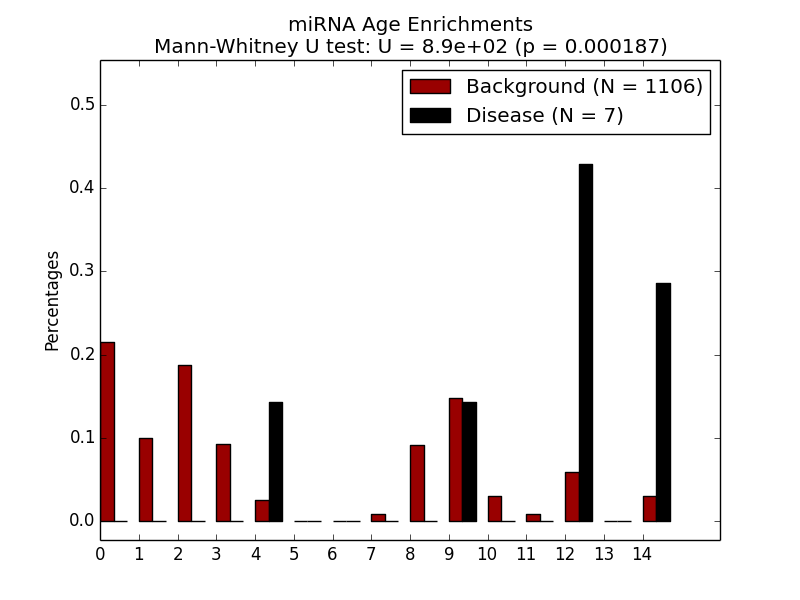 miRNA Age Enrichments
Mann-Whitney U test: U = 8.9e+02 (p = 0.000187)
Background (N = 1106)
Disease (N = 7)
Percentages
0.5
0.4
0.3
0.2
0.1
0.0
0 1 2 3 4 5 6 7 8 9 10 11 12 13 14